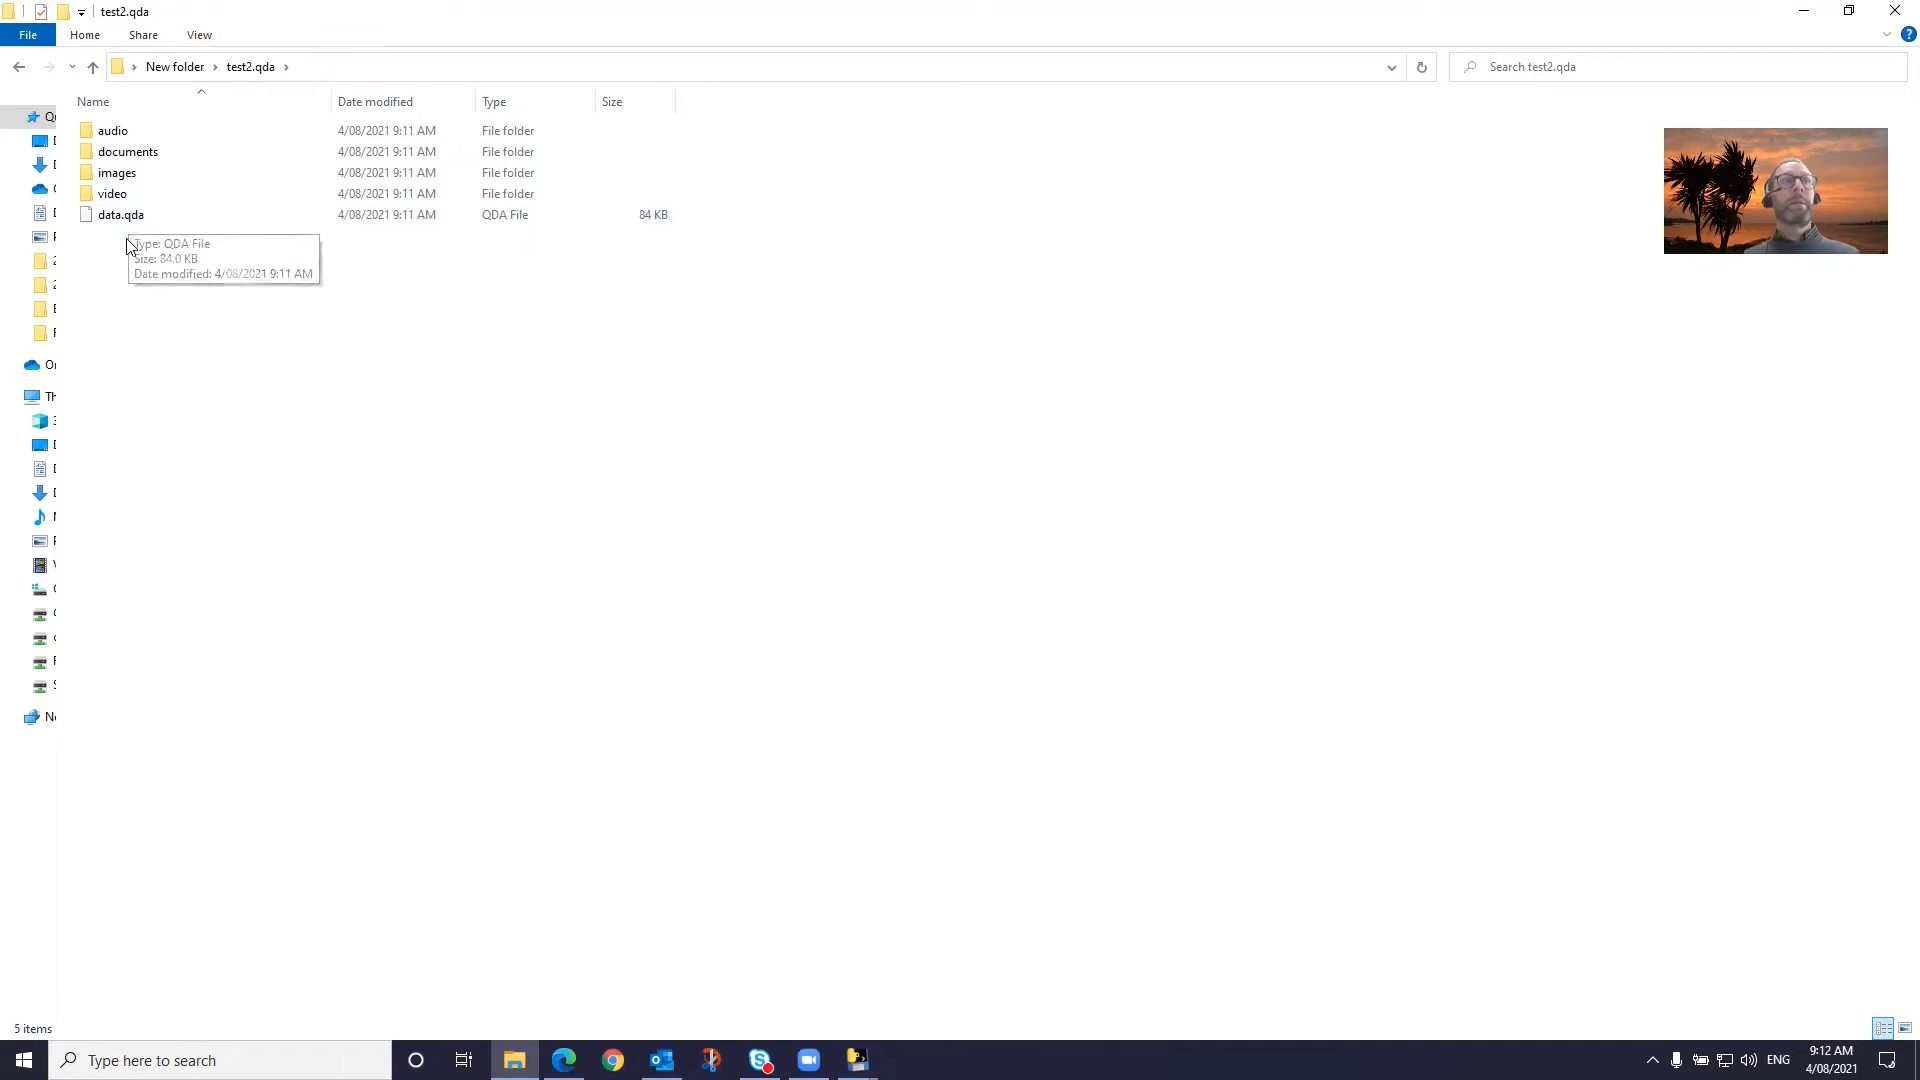 test2.qda
File Home Share View
New folder test2.qda Search test2.qda
Name Date modified Type Size
audio 4/08/2021 9:11 AM File folder
documents 4/08/2021 9:11 AM File folder
images 4/08/2021 9:11 AM File folder
video 4/08/2021 9:11 AM File folder
data.qda 4/08/2021 9:11 AM QDA File 84 KB
Type: QDA File
Size: 84.0 KB
Date modified: 4/08/2021 9:11 AM
5 items
Type here to search
ENG
9:12 AM
4/08/2021